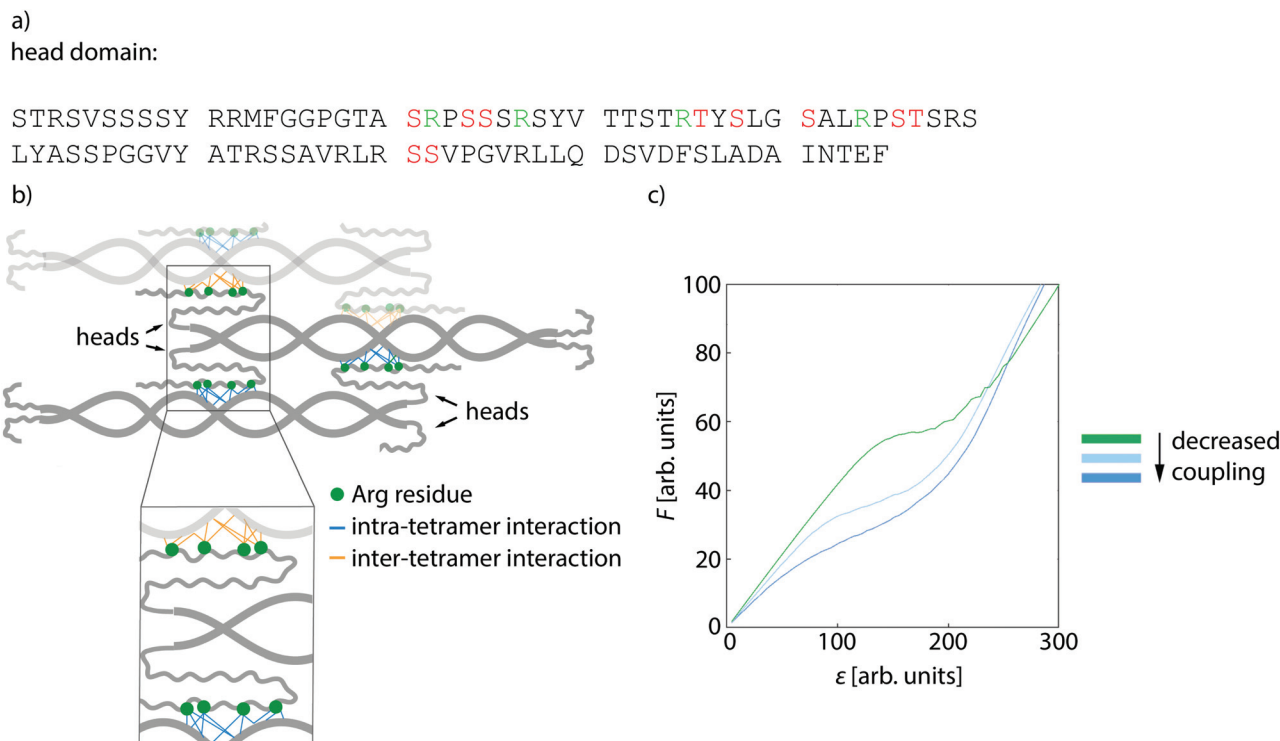 a)
head domain:
STRSVSSSSY RRMFGGPGTA SRPSSSRSYV TTSTRTYSLG SALRPSTSRS
LYASSPGGVY ATRSSAVRLR SSVPGVRLLQ DSVDFSLADA INTEF
b)
heads
heads
Arg residue
intra-tetramer interaction
inter-tetramer interaction
c)
100
80
60
40
20
0
F [arb. units]
0 100 200 300
ε [arb. units]
decreased
coupling